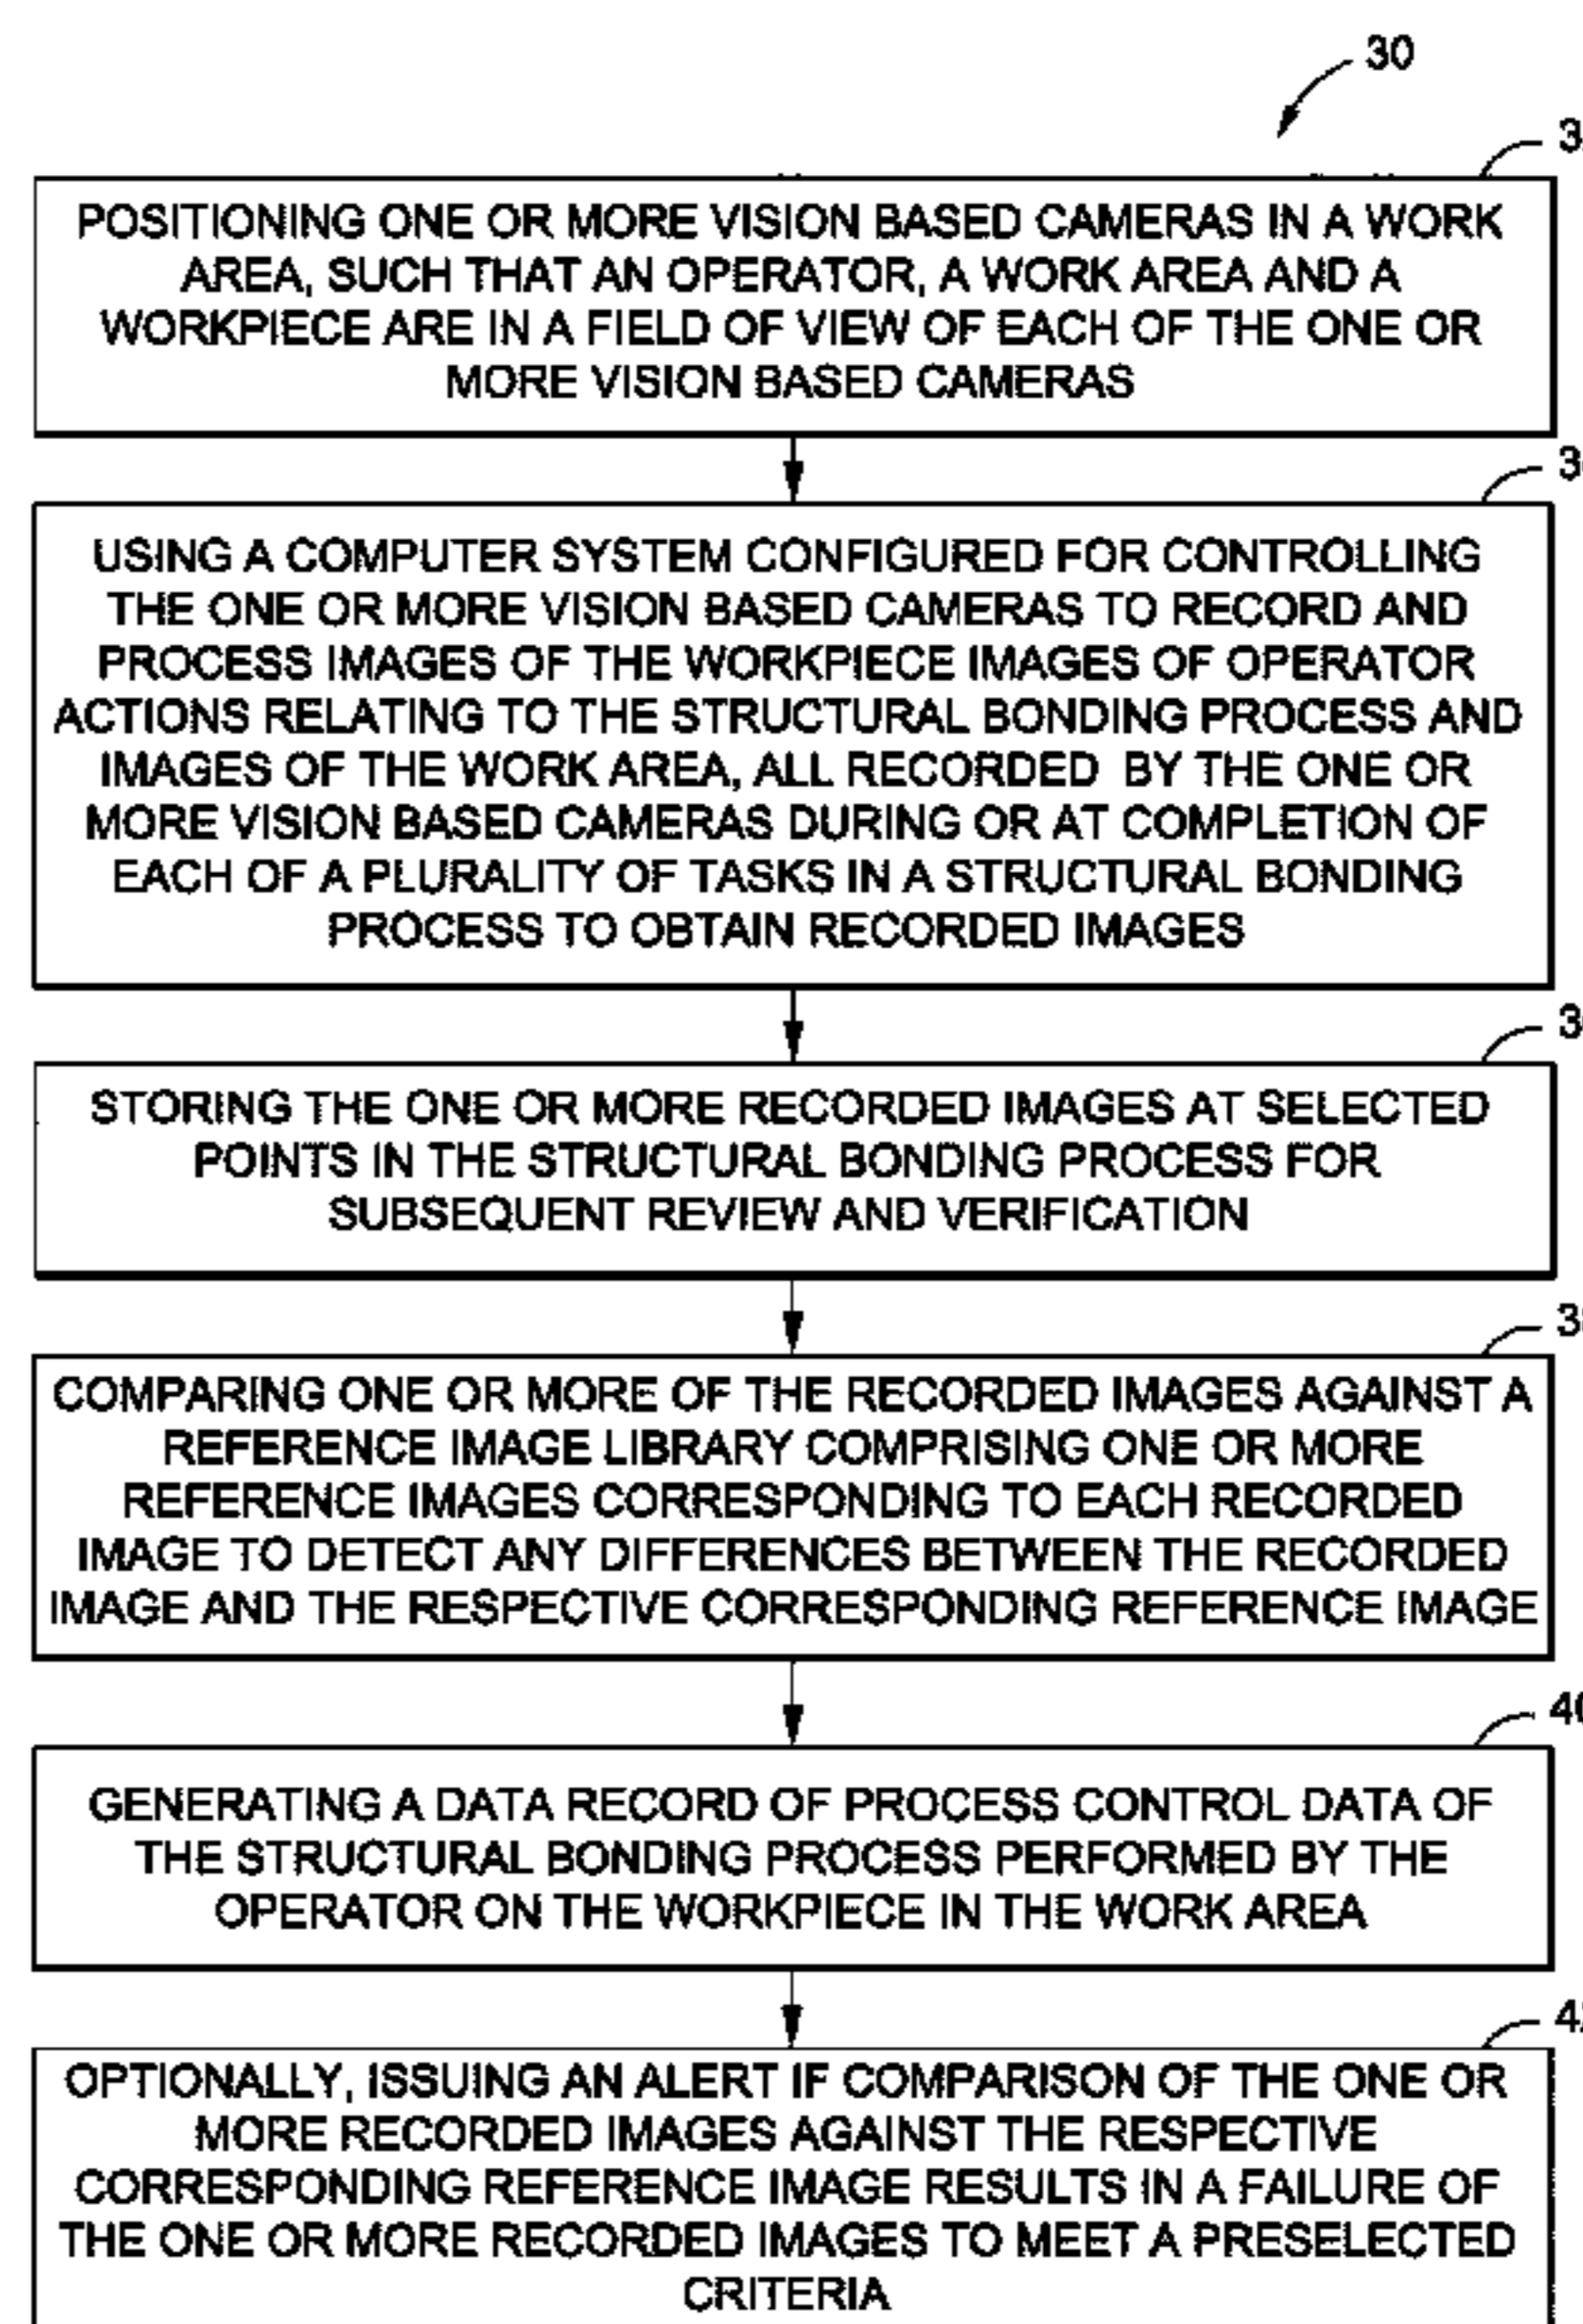 30
POSITIONING ONE OR MORE VISION BASED CAMERAS IN A WORK
AREA, SUCH THAT AN OPERATOR, A WORK AREA AND A
WORKPIECE ARE IN A FIELD OF VIEW OF EACH OF THE ONE OR
MORE VISION BASED CAMERAS
USING A COMPUTER SYSTEM CONFIGURED FOR CONTROLLING
THE ONE OR MORE VISION BASED CAMERAS TO RECORD AND
PROCESS IMAGES OF THE WORKPIECE IMAGES OF OPERATOR
ACTIONS RELATING TO THE STRUCTURAL BONDING PROCESS AND
IMAGES OF THE WORK AREA, ALL RECORDED BY THE ONE OR
MORE VISION BASED CAMERAS DURING OR AT COMPLETION OF
EACH OF A PLURALITY OF TASKS IN A STRUCTURAL BONDING
PROCESS TO OBTAIN RECORDED IMAGES
STORING THE ONE OR MORE RECORDED IMAGES AT SELECTED
POINTS IN THE STRUCTURAL BONDING PROCESS FOR
SUBSEQUENT REVIEW AND VERIFICATION
COMPARING ONE OR MORE OF THE RECORDED IMAGES AGAINST A
REFERENCE IMAGE LIBRARY COMPRISING ONE OR MORE
REFERENCE IMAGES CORRESPONDING TO EACH RECORDED
IMAGE TO DETECT ANY DIFFERENCES BETWEEN THE RECORDED
IMAGE AND THE RESPECTIVE CORRESPONDING REFERENCE IMAGE
40
GENERATING A DATA RECORD OF PROCESS CONTROL DATA OF
THE STRUCTURAL BONDING PROCESS PERFORMED BY THE
OPERATOR ON THE WORKPIECE IN THE WORK AREA
OPTIONALLY, ISSUING AN ALERT IF COMPARISON OF THE ONE OR
MORE RECORDED IMAGES AGAINST THE RESPECTIVE
CORRESPONDING REFERENCE IMAGE RESULTS IN A FAILURE OF
THE ONE OR MORE RECORDED IMAGES TO MEET A PRESELECTED
CRITERIA